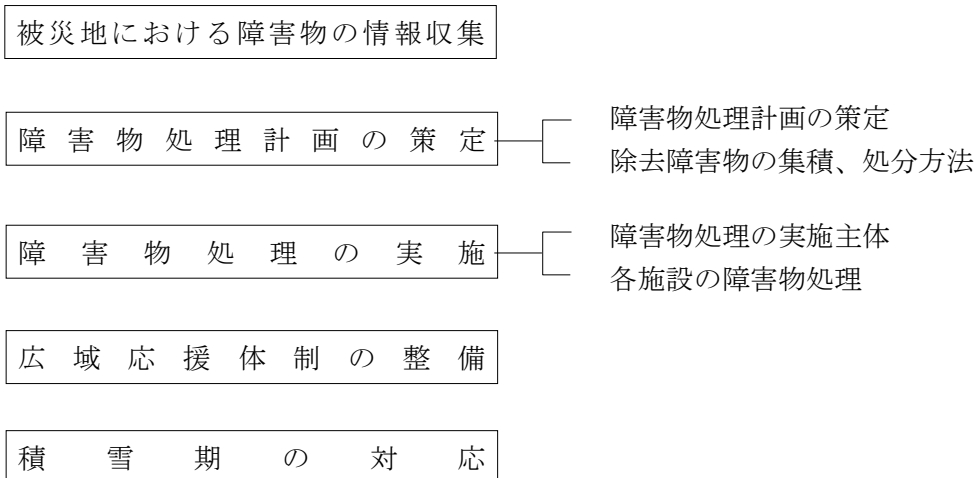 被災地における障害物の情報収集
障害物処理計画の策定
障害物処理計画の策定
除去障害物の集積、処分方法
障害物処理の実施
障害物処理の実施主体
各施設の障害物処理
広域応援体制の整備
積雪期の対応